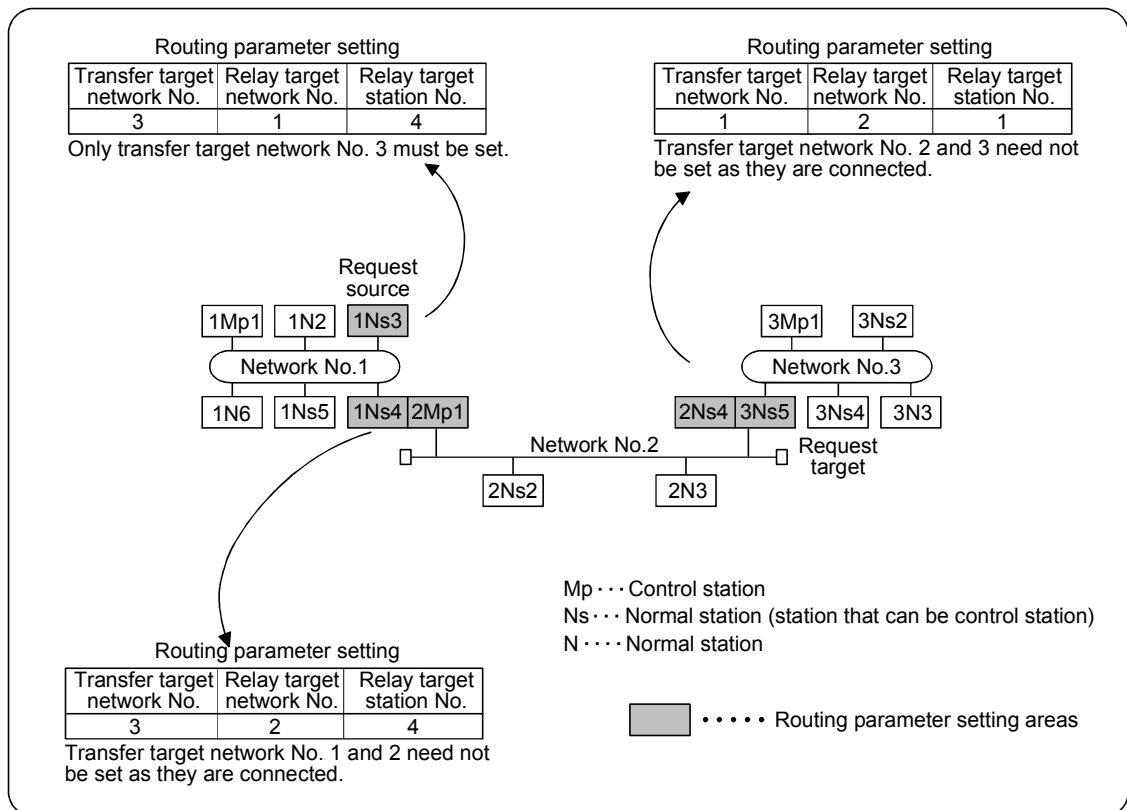 Routing parameter setting
Transfer target network No. Relay target network No. Relay target station No.
3 1 4
Only transfer target network No. 3 must be set.
Routing parameter setting
Transfer target network No. Relay target network No. Relay target station No.
1 2 1
Transfer target network No. 2 and 3 need not
be set as they are connected.
Request
source
1Mp1 1N2 1Ns3
Network No.1
1N6 1Ns5 1Ns4 2Mp1
3Mp1 3Ns2
Network No.3
2Ns4 3Ns5 3Ns4 3N3
Request
target
Network No.2
2Ns2 2N3
Mp··· Control station
Ns··· Normal station (station that can be control station)
N ···· Normal station
Routing parameter setting
Transfer target network No. Relay target network No. Relay target station No.
3 2 4
Transfer target network No. 1 and 2 need not
be set as they are connected.
····· Routing parameter setting areas